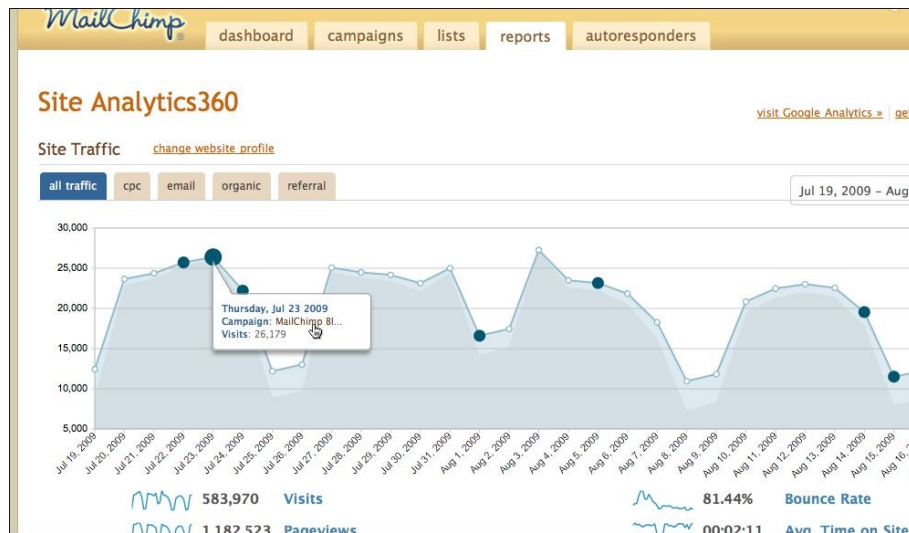 MailChimp®
dashboard campaigns lists reports autoresponders
Site Analytics360
visit Google Analytics » ge
Site Traffic change website profile
all traffic cpc email organic referral
Jul 19, 2009 – Aug
30,000
25,000
20,000
15,000
10,000
5,000
Thursday, Jul 23 2009
Campaign: MailChimp Bl...
Visits: 26,179
Jul 19, 2009 Jul 20, 2009 Jul 21, 2009 Jul 22, 2009 Jul 23, 2009 Jul 24, 2009 Jul 25, 2009 Jul 26, 2009 Jul 27, 2009 Jul 28, 2009 Jul 29, 2009 Jul 30, 2009 Jul 31, 2009 Aug 1, 2009 Aug 2, 2009 Aug 3, 2009 Aug 4, 2009 Aug 5, 2009 Aug 6, 2009 Aug 7, 2009 Aug 8, 2009 Aug 9, 2009 Aug 10, 2009 Aug 11, 2009 Aug 12, 2009 Aug 13, 2009 Aug 14, 2009 Aug 15, 2009 Aug 16,
583,970 Visits 81.44% Bounce Rate
1,182,523 Pageviews 00:02:11 Avg. Time on Site